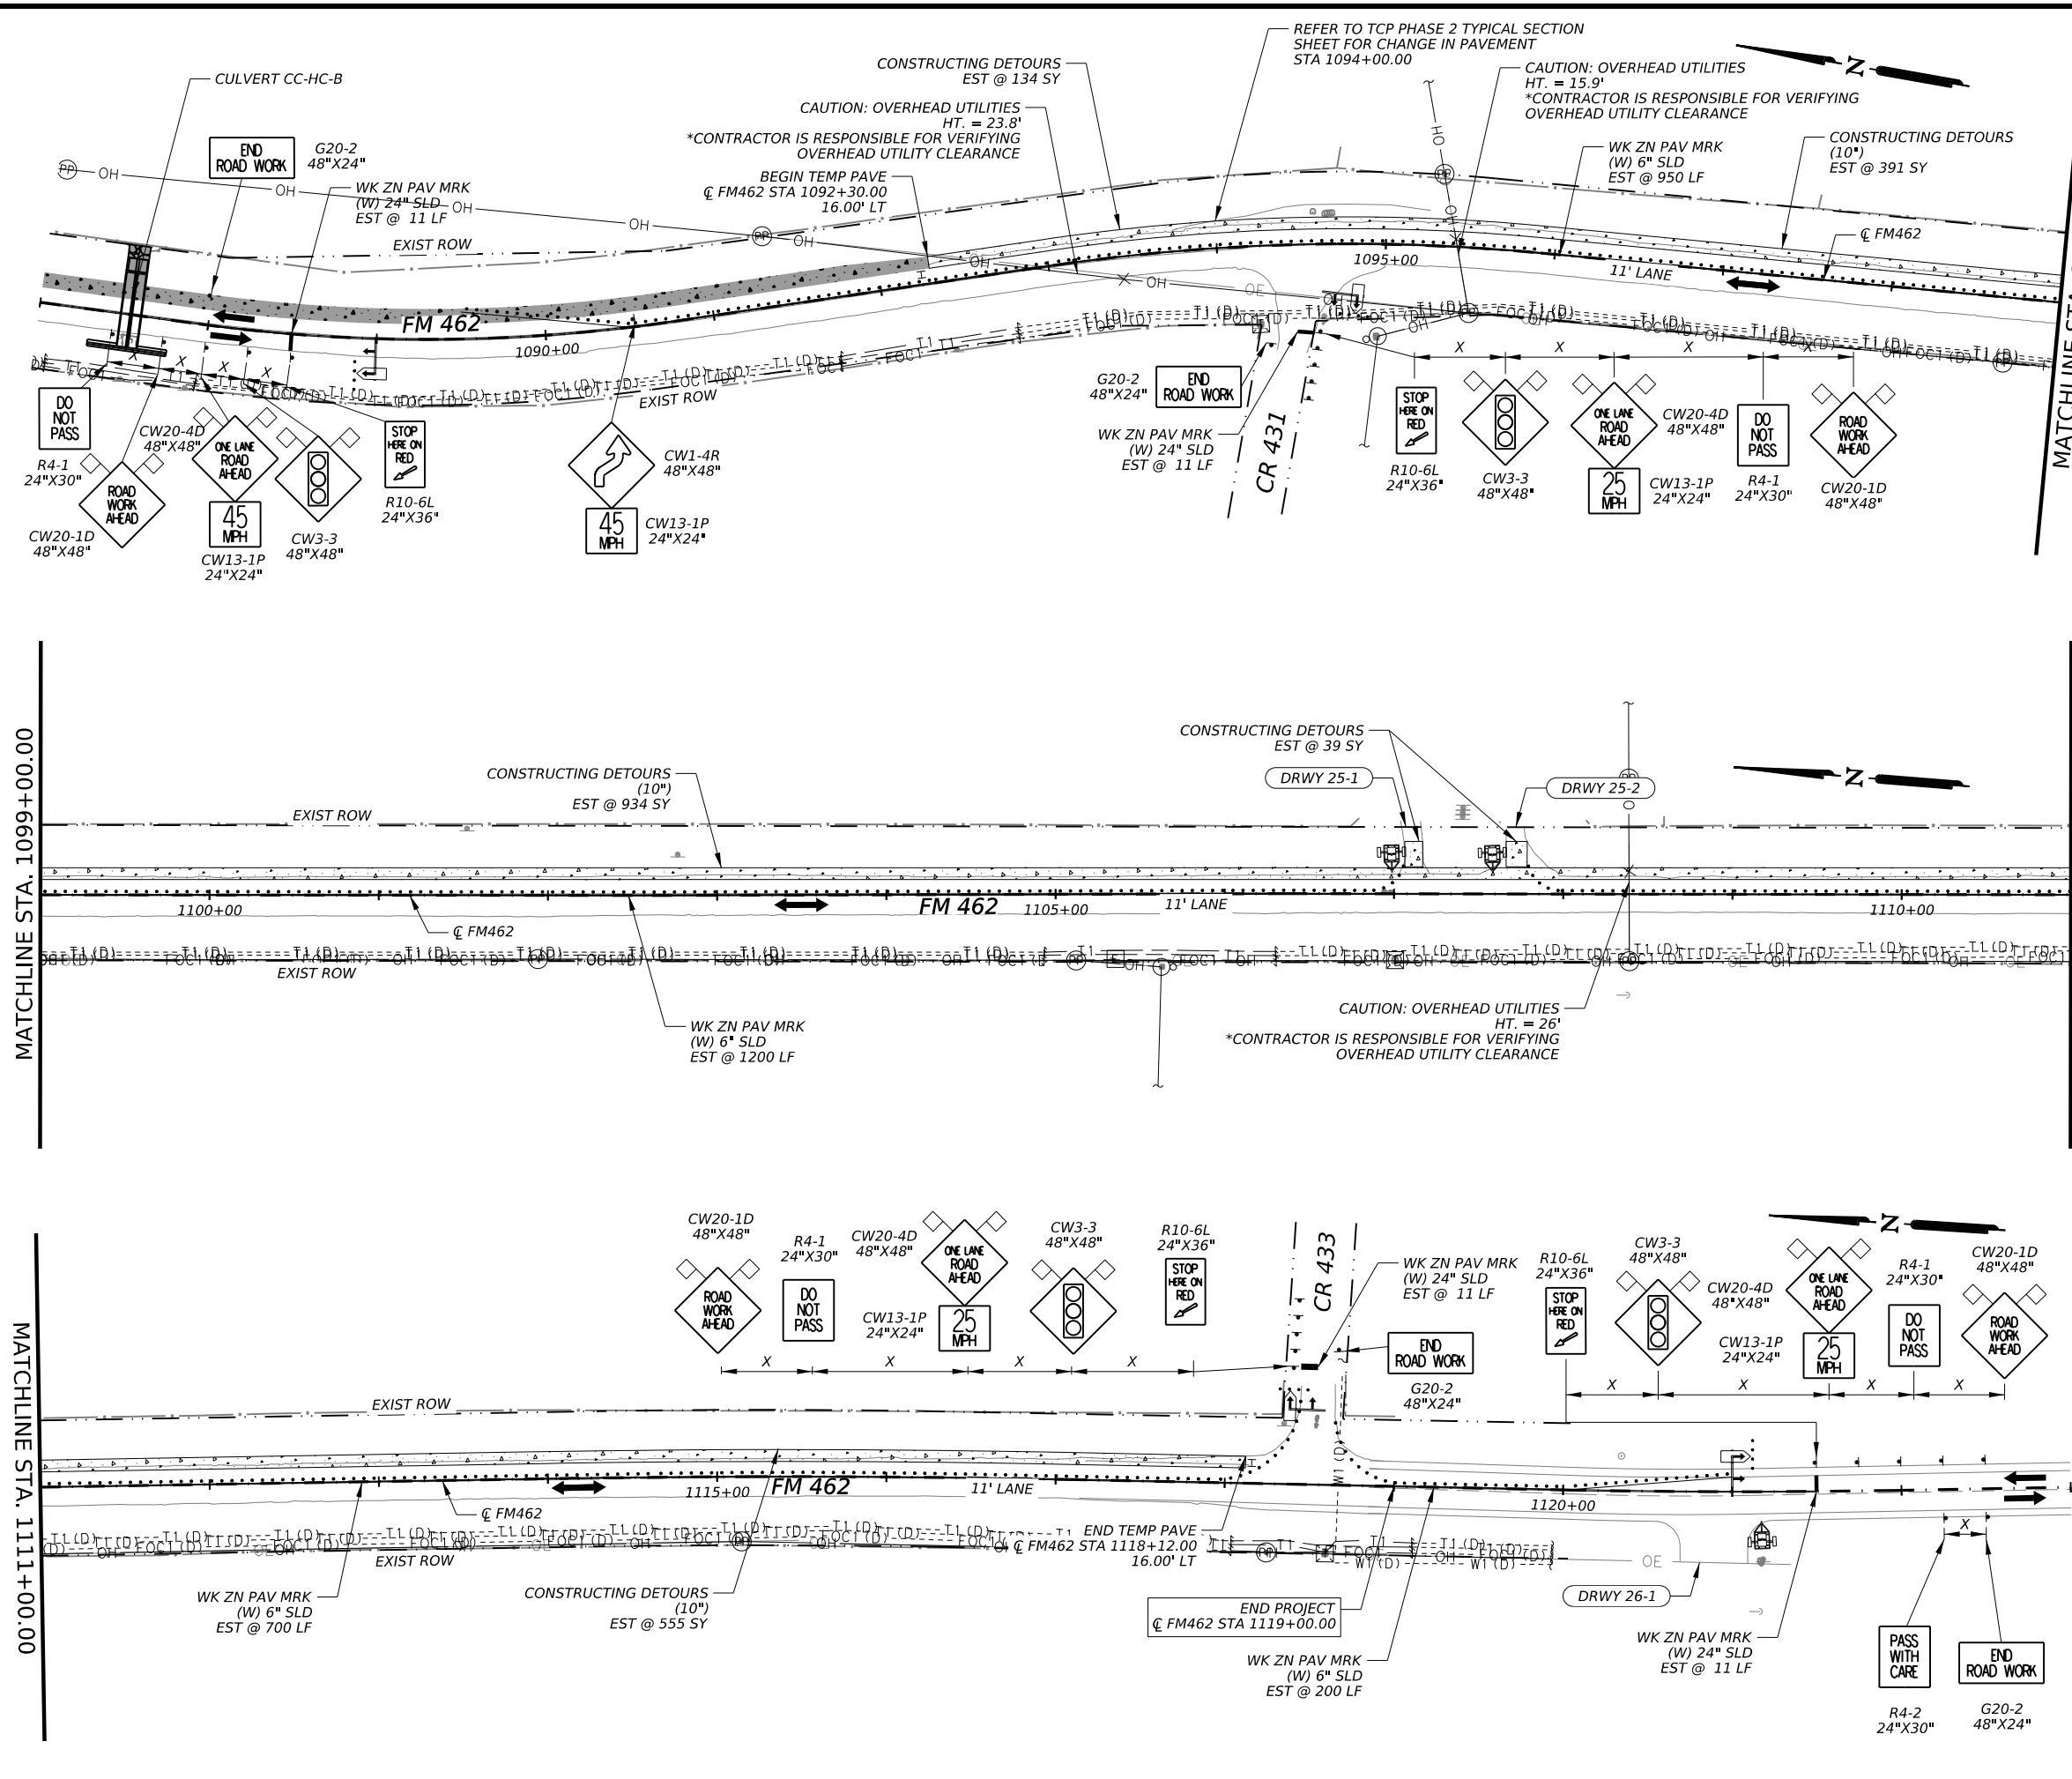 CULVERT CC-HC-B
END
ROAD WORK
G20-2
48"X24"
WK ZN PAV MRK
(W) 24" SLD
EST @ 11 LF
EXIST ROW
CONSTRUCTING DETOURS
EST @ 134 SY
CAUTION: OVERHEAD UTILITIES
HT. = 23.8'
*CONTRACTOR IS RESPONSIBLE FOR VERIFYING
OVERHEAD UTILITY CLEARANCE
BEGIN TEMP PAVE
℄ FM462 STA 1092+30.00
16.00' LT
REFER TO TCP PHASE 2 TYPICAL SECTION
SHEET FOR CHANGE IN PAVEMENT
STA 1094+00.00
CAUTION: OVERHEAD UTILITIES
HT. = 15.9'
*CONTRACTOR IS RESPONSIBLE FOR VERIFYING
OVERHEAD UTILITY CLEARANCE
WK ZN PAV MRK
(W) 6" SLD
EST @ 950 LF
CONSTRUCTING DETOURS
(10")
EST @ 391 SY
N
℄ FM462
PP
OH
OH
OH
OH
PP
OH
OH
OH
OE
FM 462
1090+00
1095+00
11' LANE
EXIST ROW
X
X
X
X
DO
NOT
PASS
R4-1
24"X30"
ROAD
WORK
AHEAD
CW20-1D
48"X48"
CW20-4D
48"X48"
ONE LANE
ROAD
AHEAD
45
MPH
CW13-1P
24"X24"
CW3-3
48"X48"
STOP
HERE ON
RED
R10-6L
24"X36"
CW1-4R
48"X48"
45
MPH
CW13-1P
24"X24"
G20-2
48"X24"
END
ROAD WORK
WK ZN PAV MRK
(W) 24" SLD
EST @ 11 LF
CR 431
X
X
X
X
STOP
HERE ON
RED
R10-6L
24"X36"
CW3-3
48"X48"
ONE LANE
ROAD
AHEAD
CW20-4D
48"X48"
25
MPH
CW13-1P
24"X24"
DO
NOT
PASS
R4-1
24"X30"
ROAD
WORK
AHEAD
CW20-1D
48"X48"
MATCHLINE STA. 1099+00.00
CONSTRUCTING DETOURS
(10")
EST @ 934 SY
EXIST ROW
CONSTRUCTING DETOURS
EST @ 39 SY
DRWY 25-1
DRWY 25-2
N
1100+00
℄ FM462
FM 462
1105+00
11' LANE
1110+00
EXIST ROW
WK ZN PAV MRK
(W) 6" SLD
EST @ 1200 LF
CAUTION: OVERHEAD UTILITIES
HT. = 26'
*CONTRACTOR IS RESPONSIBLE FOR VERIFYING
OVERHEAD UTILITY CLEARANCE
MATCHLINE STA. 1111+00.00
CW20-1D
48"X48"
ROAD
WORK
AHEAD
R4-1
24"X30"
DO
NOT
PASS
CW20-4D
48"X48"
ONE LANE
ROAD
AHEAD
CW13-1P
24"X24"
25
MPH
CW3-3
48"X48"
R10-6L
24"X36"
STOP
HERE ON
RED
X
X
X
X
CR 433
WK ZN PAV MRK
(W) 24" SLD
EST @ 11 LF
END
ROAD WORK
G20-2
48"X24"
R10-6L
24"X36"
STOP
HERE ON
RED
CW3-3
48"X48"
CW20-4D
48"X48"
ONE LANE
ROAD
AHEAD
CW13-1P
24"X24"
25
MPH
R4-1
24"X30"
DO
NOT
PASS
CW20-1D
48"X48"
ROAD
WORK
AHEAD
N
X
X
X
X
EXIST ROW
1115+00
FM 462
11' LANE
1120+00
℄ FM462
EXIST ROW
WK ZN PAV MRK
(W) 6" SLD
EST @ 700 LF
CONSTRUCTING DETOURS
(10")
EST @ 555 SY
END TEMP PAVE
℄ FM462 STA 1118+12.00
16.00' LT
END PROJECT
℄ FM462 STA 1119+00.00
WK ZN PAV MRK
(W) 6" SLD
EST @ 200 LF
OE
DRWY 26-1
WK ZN PAV MRK
(W) 24" SLD
EST @ 11 LF
X
PASS
WITH
CARE
R4-2
24"X30"
END
ROAD WORK
G20-2
48"X24"